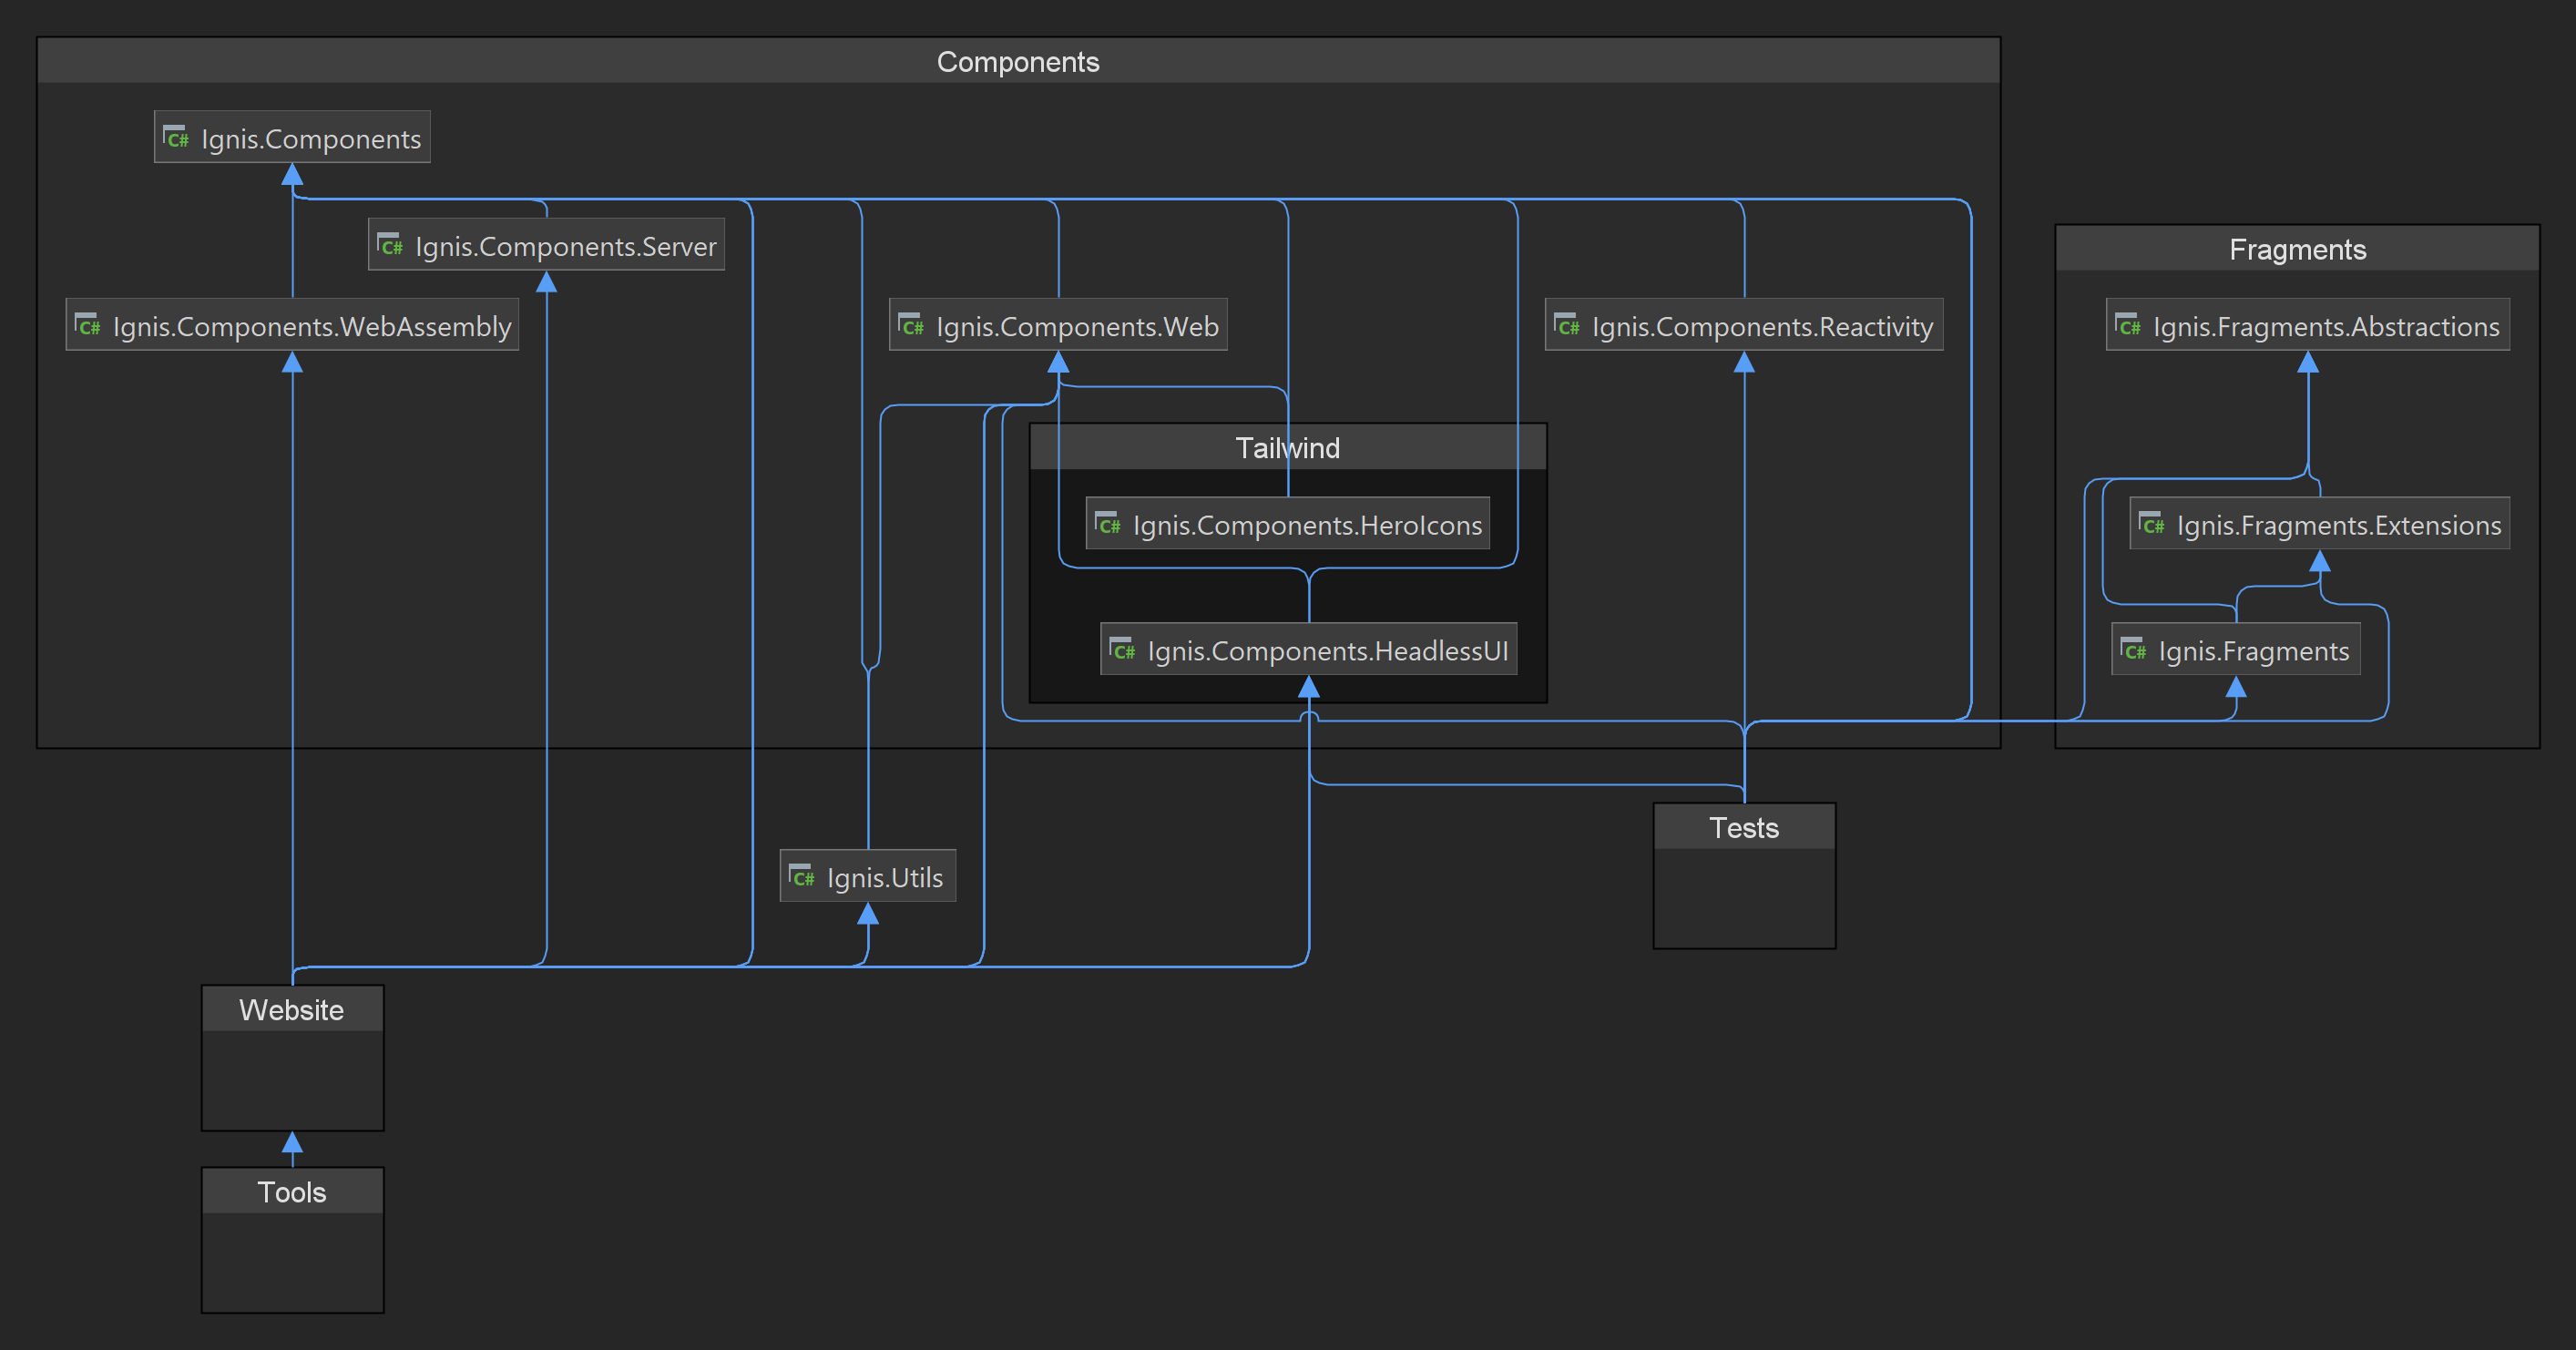 Components
C# Ignis.Components
C# Ignis.Components.Server
Fragments
C# Ignis.Components.WebAssembly
C# Ignis.Components.Web
C# Ignis.Components.Reactivity
C# Ignis.Fragments.Abstractions
Tailwind
C# Ignis.Components.HeroIcons
C# Ignis.Fragments.Extensions
C# Ignis.Components.HeadlessUI
C# Ignis.Fragments
Tests
C# Ignis.Utils
Website
Tools